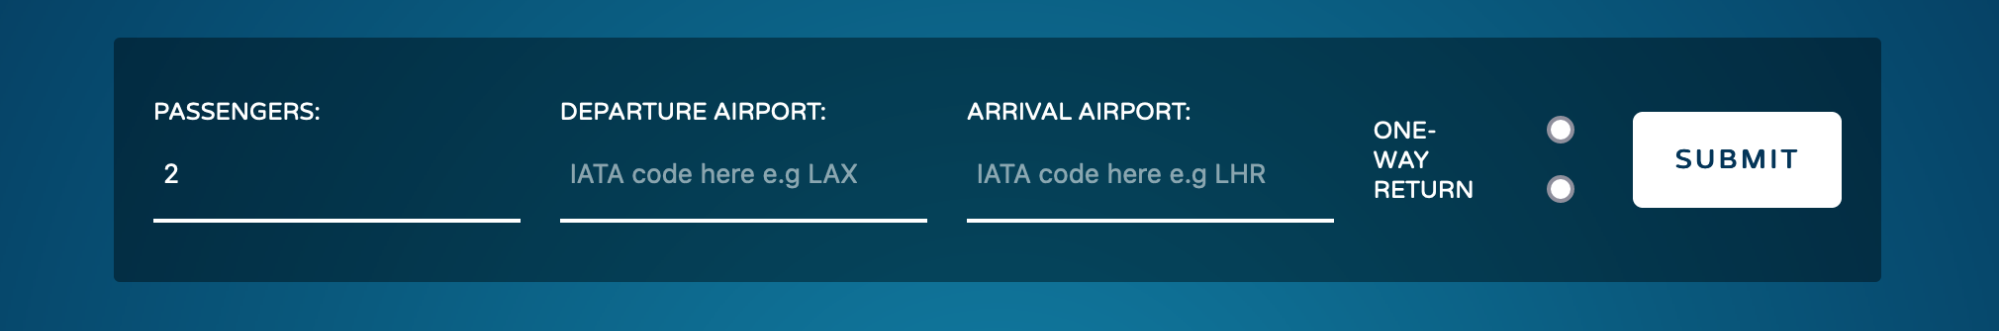 PASSENGERS:
2
DEPARTURE AIRPORT:
IATA code here e.g LAX
ARRIVAL AIRPORT:
IATA code here e.g LHR
ONE-
WAY
RETURN
SUBMIT